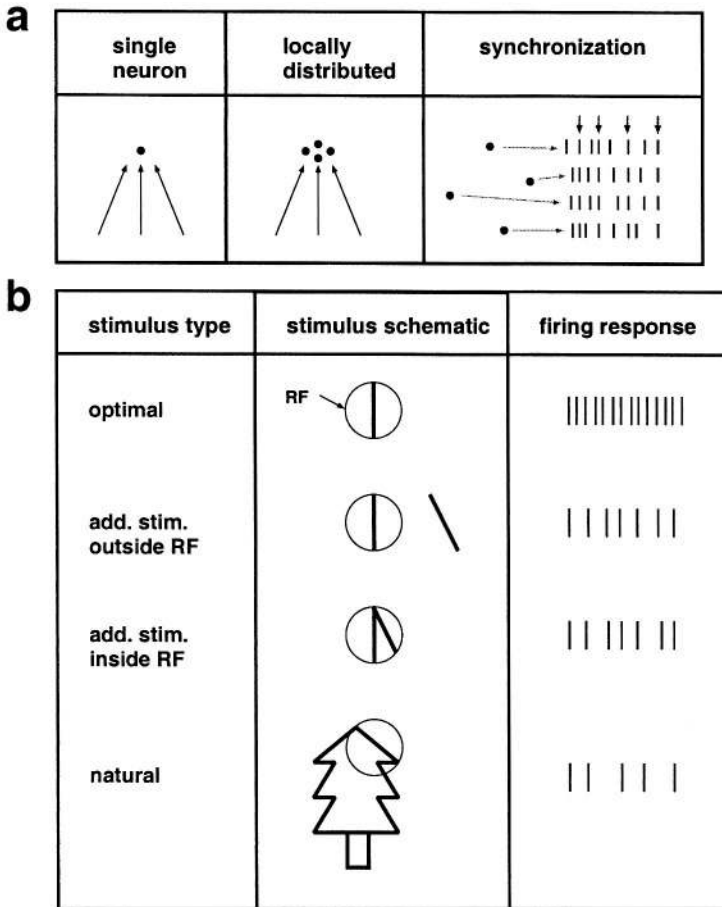 a
single
neuron
locally
distributed
synchronization
b
stimulus type
stimulus schematic
firing response
optimal
RF
add. stim.
outside RF
add. stim.
inside RF
natural